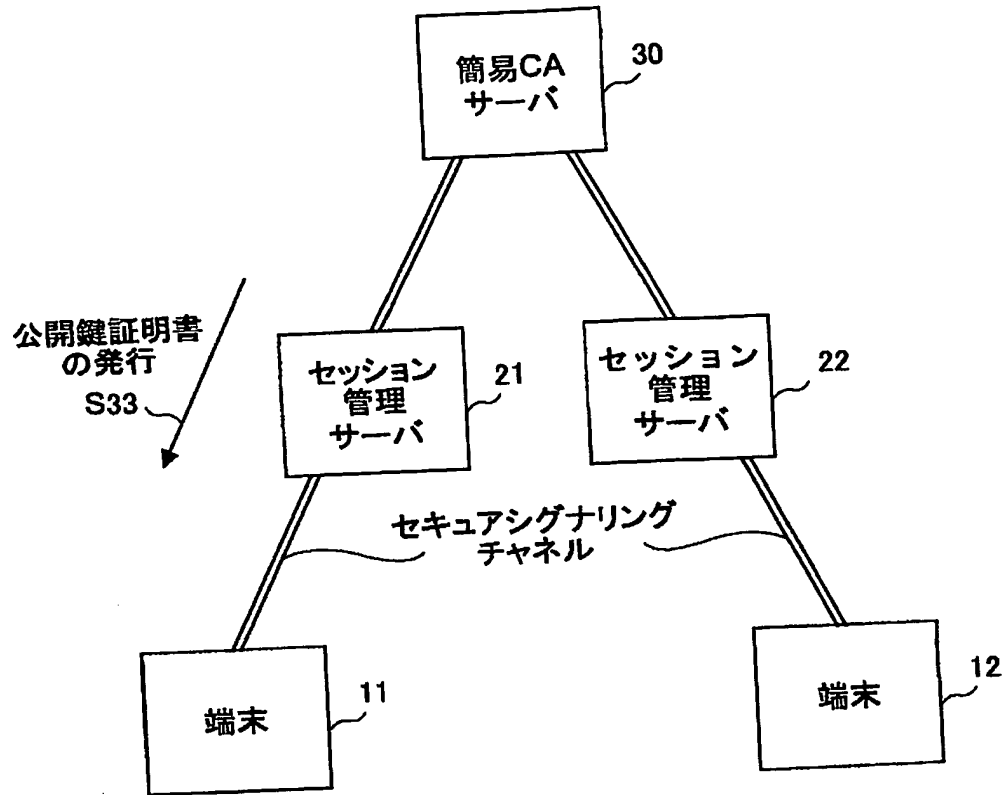 簡易CA
サーバ
30
公開鍵証明書
の発行
S33
セッション
管理
サーバ
21
セッション
管理
サーバ
22
セキュアシグナリング
チャネル
端末
11
端末
12